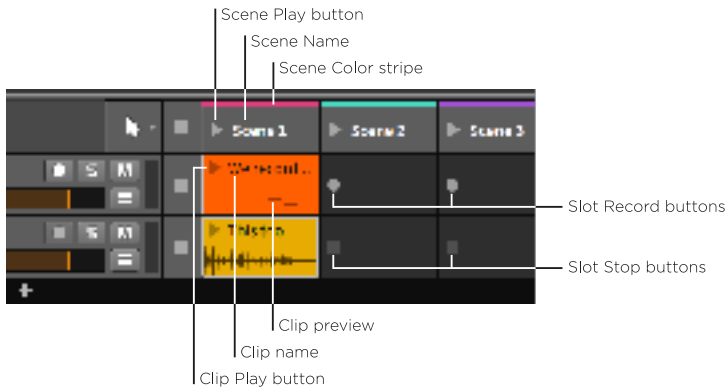 Scene Play button
Scene Name
Scene Color stripe
Scene 1
Scene 2
Scene 3
S M
S M
Slot Record buttons
Slot Stop buttons
Clip preview
Clip name
Clip Play button